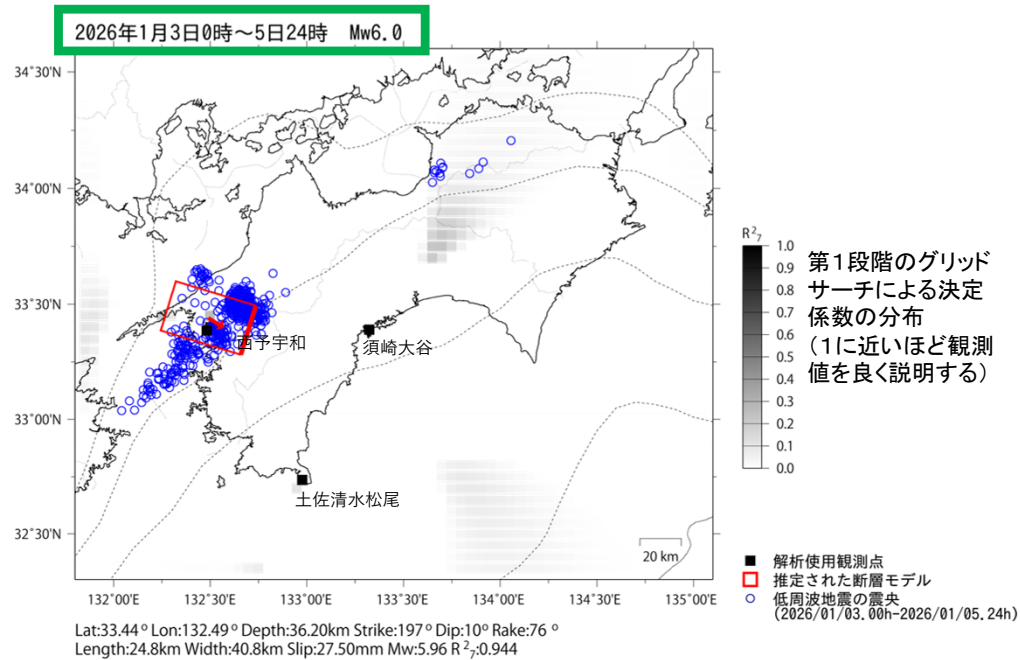 2026年1月3日0時～5日24時 Mw6.0
34°30'N
34°00'N
33°30'N
33°00'N
32°30'N
132°00'E
132°30'E
133°00'E
133°30'E
134°00'E
134°30'E
135°00'E
西予宇和
須崎大谷
土佐清水松尾
20 km
R²₇
1.0
0.9
0.8
0.7
0.6
0.5
0.4
0.3
0.2
0.1
0.0
第１段階のグリッド
サーチによる決定
係数の分布
（１に近いほど観測
値を良く説明する）
解析使用観測点
推定された断層モデル
低周波地震の震央
(2026/01/03.00h-2026/01/05.24h)
Lat:33.44° Lon:132.49° Depth:36.20km Strike:197° Dip:10° Rake:76 °
Length:24.8km Width:40.8km Slip:27.50mm Mw:5.96 R²₇:0.944